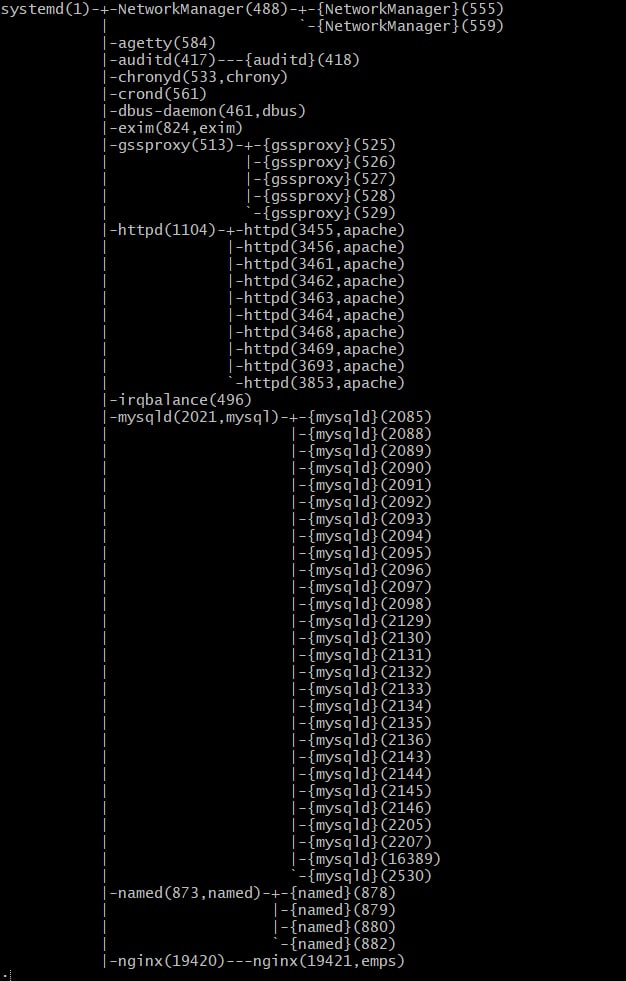 systemd(1)-+-NetworkManager(488)-+-{NetworkManager}(555)
           |                     `-{NetworkManager}(559)
           |-agetty(584)
           |-auditd(417)---{auditd}(418)
           |-chronyd(533,chrony)
           |-crond(561)
           |-dbus-daemon(461,dbus)
           |-exim(824,exim)
           |-gssproxy(513)-+-{gssproxy}(525)
           |               |-{gssproxy}(526)
           |               |-{gssproxy}(527)
           |               |-{gssproxy}(528)
           |               `-{gssproxy}(529)
           |-httpd(1104)-+-httpd(3455,apache)
           |             |-httpd(3456,apache)
           |             |-httpd(3461,apache)
           |             |-httpd(3462,apache)
           |             |-httpd(3463,apache)
           |             |-httpd(3464,apache)
           |             |-httpd(3468,apache)
           |             |-httpd(3469,apache)
           |             |-httpd(3693,apache)
           |             `-httpd(3853,apache)
           |-irqbalance(496)
           |-mysqld(2021,mysql)-+-{mysqld}(2085)
           |                    |-{mysqld}(2088)
           |                    |-{mysqld}(2089)
           |                    |-{mysqld}(2090)
           |                    |-{mysqld}(2091)
           |                    |-{mysqld}(2092)
           |                    |-{mysqld}(2093)
           |                    |-{mysqld}(2094)
           |                    |-{mysqld}(2095)
           |                    |-{mysqld}(2096)
           |                    |-{mysqld}(2097)
           |                    |-{mysqld}(2098)
           |                    |-{mysqld}(2129)
           |                    |-{mysqld}(2130)
           |                    |-{mysqld}(2131)
           |                    |-{mysqld}(2132)
           |                    |-{mysqld}(2133)
           |                    |-{mysqld}(2134)
           |                    |-{mysqld}(2135)
           |                    |-{mysqld}(2136)
           |                    |-{mysqld}(2143)
           |                    |-{mysqld}(2144)
           |                    |-{mysqld}(2145)
           |                    |-{mysqld}(2146)
           |                    |-{mysqld}(2205)
           |                    |-{mysqld}(2207)
           |                    |-{mysqld}(16389)
           |                    `-{mysqld}(2530)
           |-named(873,named)-+-{named}(878)
           |                  |-{named}(879)
           |                  |-{named}(880)
           |                  `-{named}(882)
           |-nginx(19420)---nginx(19421,emps)